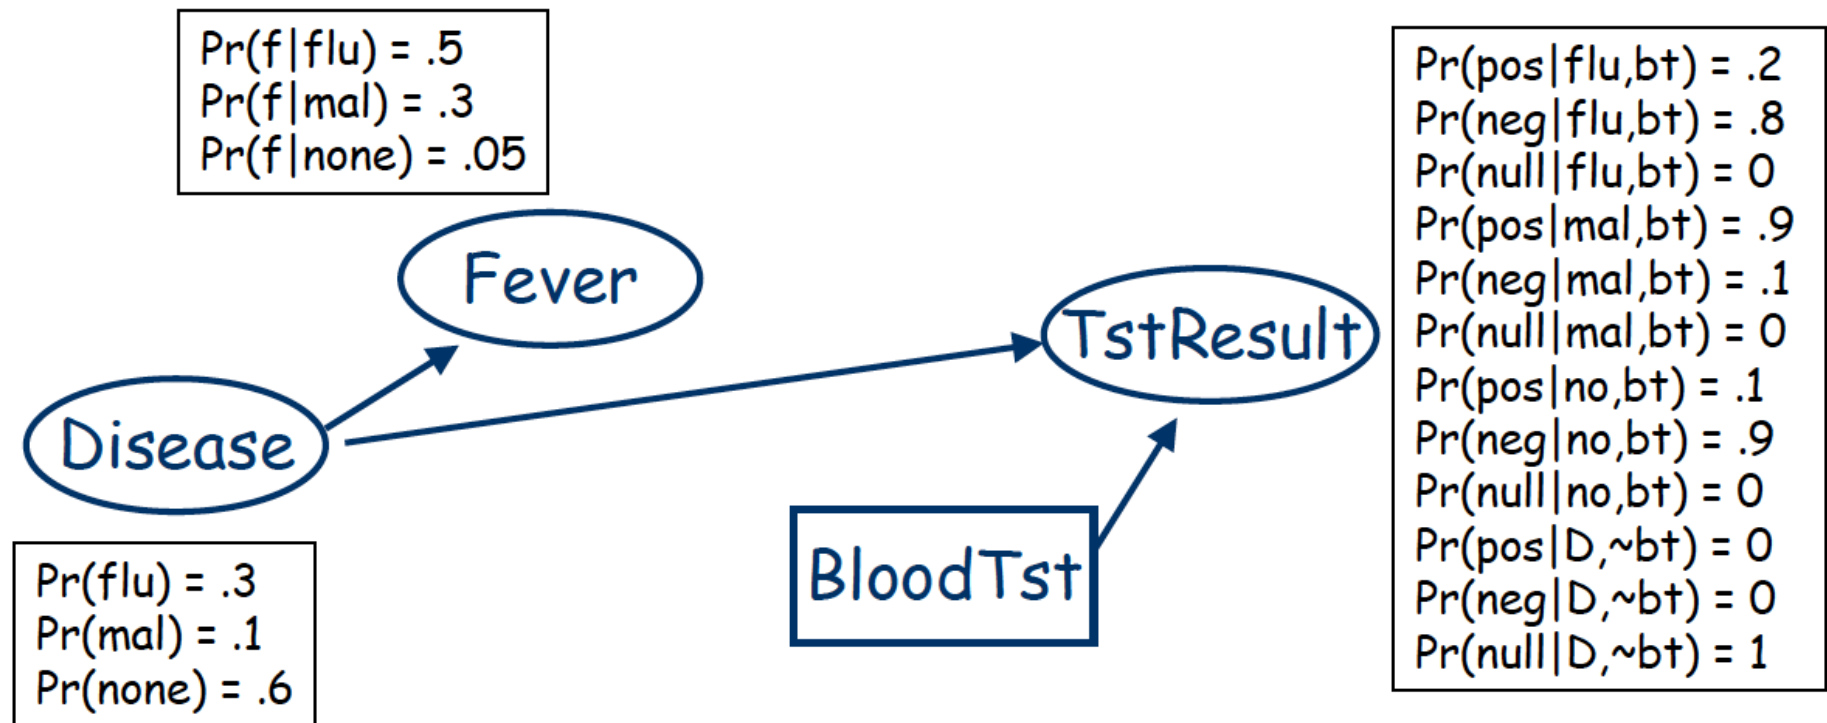 Pr(f|flu) = .5
Pr(f|mal) = .3
Pr(f|none) = .05
Fever
Disease
Pr(flu) = .3
Pr(mal) = .1
Pr(none) = .6
TstResult
BloodTst
Pr(pos|flu,bt) = .2
Pr(neg|flu,bt) = .8
Pr(null|flu,bt) = 0
Pr(pos|mal,bt) = .9
Pr(neg|mal,bt) = .1
Pr(null|mal,bt) = 0
Pr(pos|no,bt) = .1
Pr(neg|no,bt) = .9
Pr(null|no,bt) = 0
Pr(pos|D,~bt) = 0
Pr(neg|D,~bt) = 0
Pr(null|D,~bt) = 1